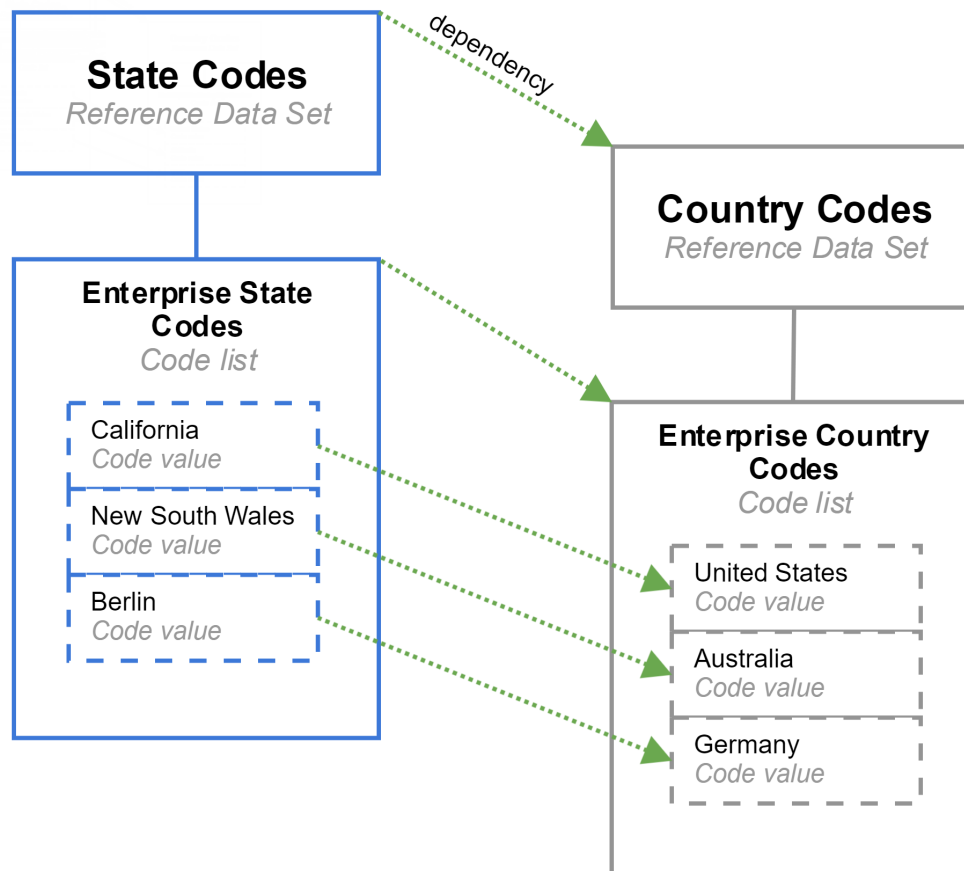 State Codes
Reference Data Set
dependency
Country Codes
Reference Data Set
Enterprise State
Codes
Code list
California
Code value
New South Wales
Code value
Berlin
Code value
Enterprise Country
Codes
Code list
United States
Code value
Australia
Code value
Germany
Code value